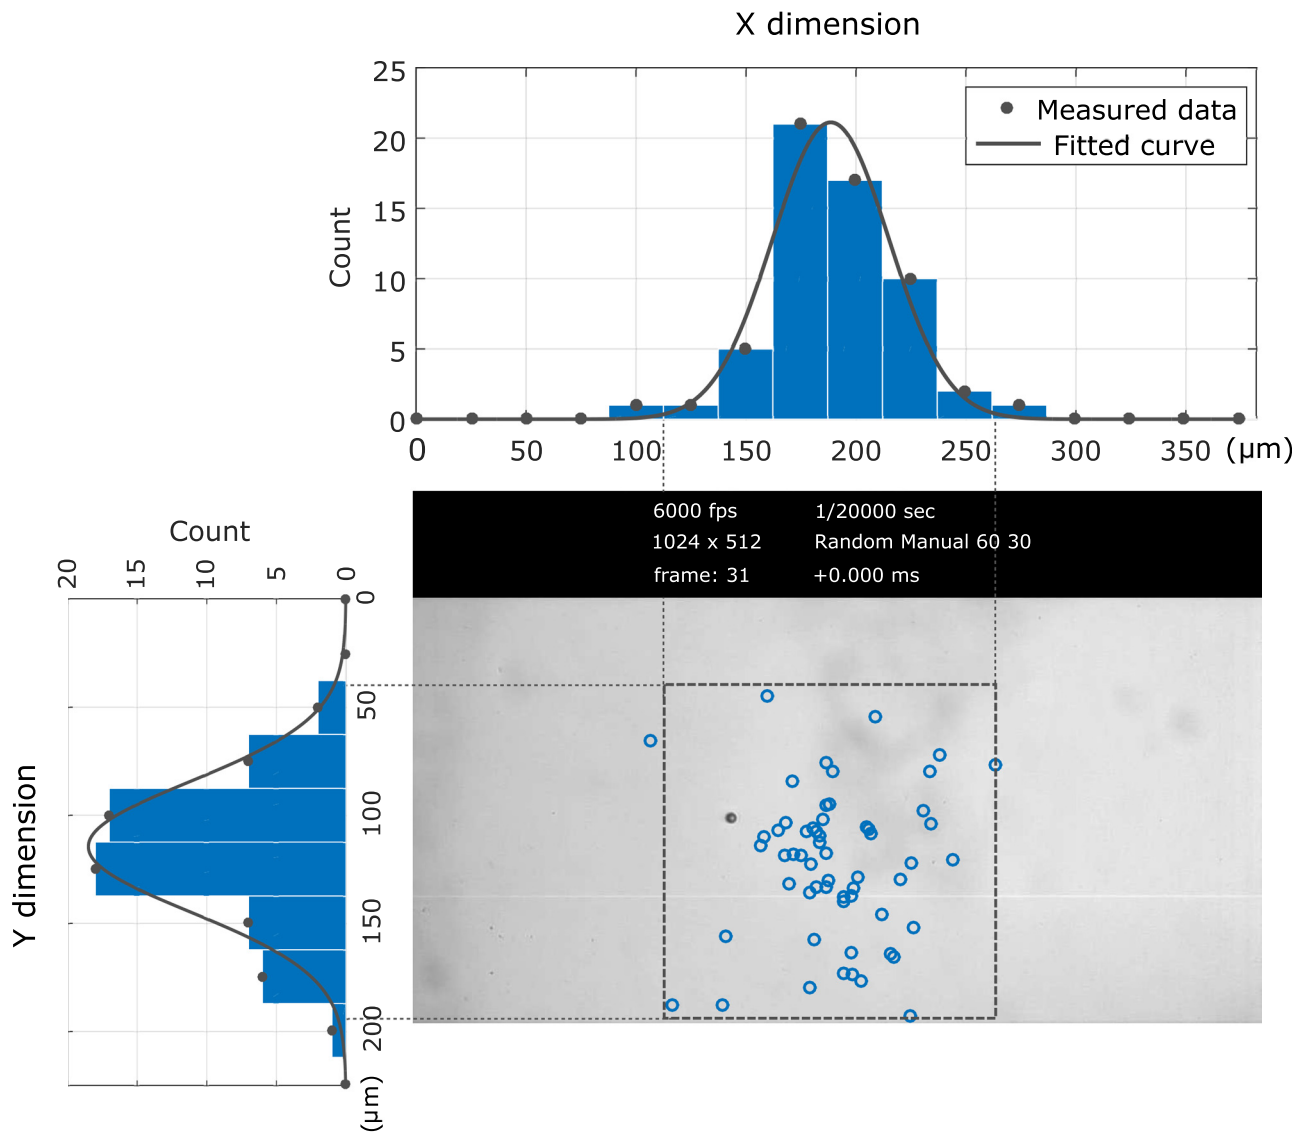 X dimension
25
20
15
10
5
0
Count
Measured data
Fitted curve
0 50 100 150 200 250 300 350 (μm)
6000 fps 1/20000 sec
1024 x 512 Random Manual 60 30
frame: 31 +0.000 ms
Count
20 15 10 5 0
Y dimension
0
50
100
150
200
(μm)